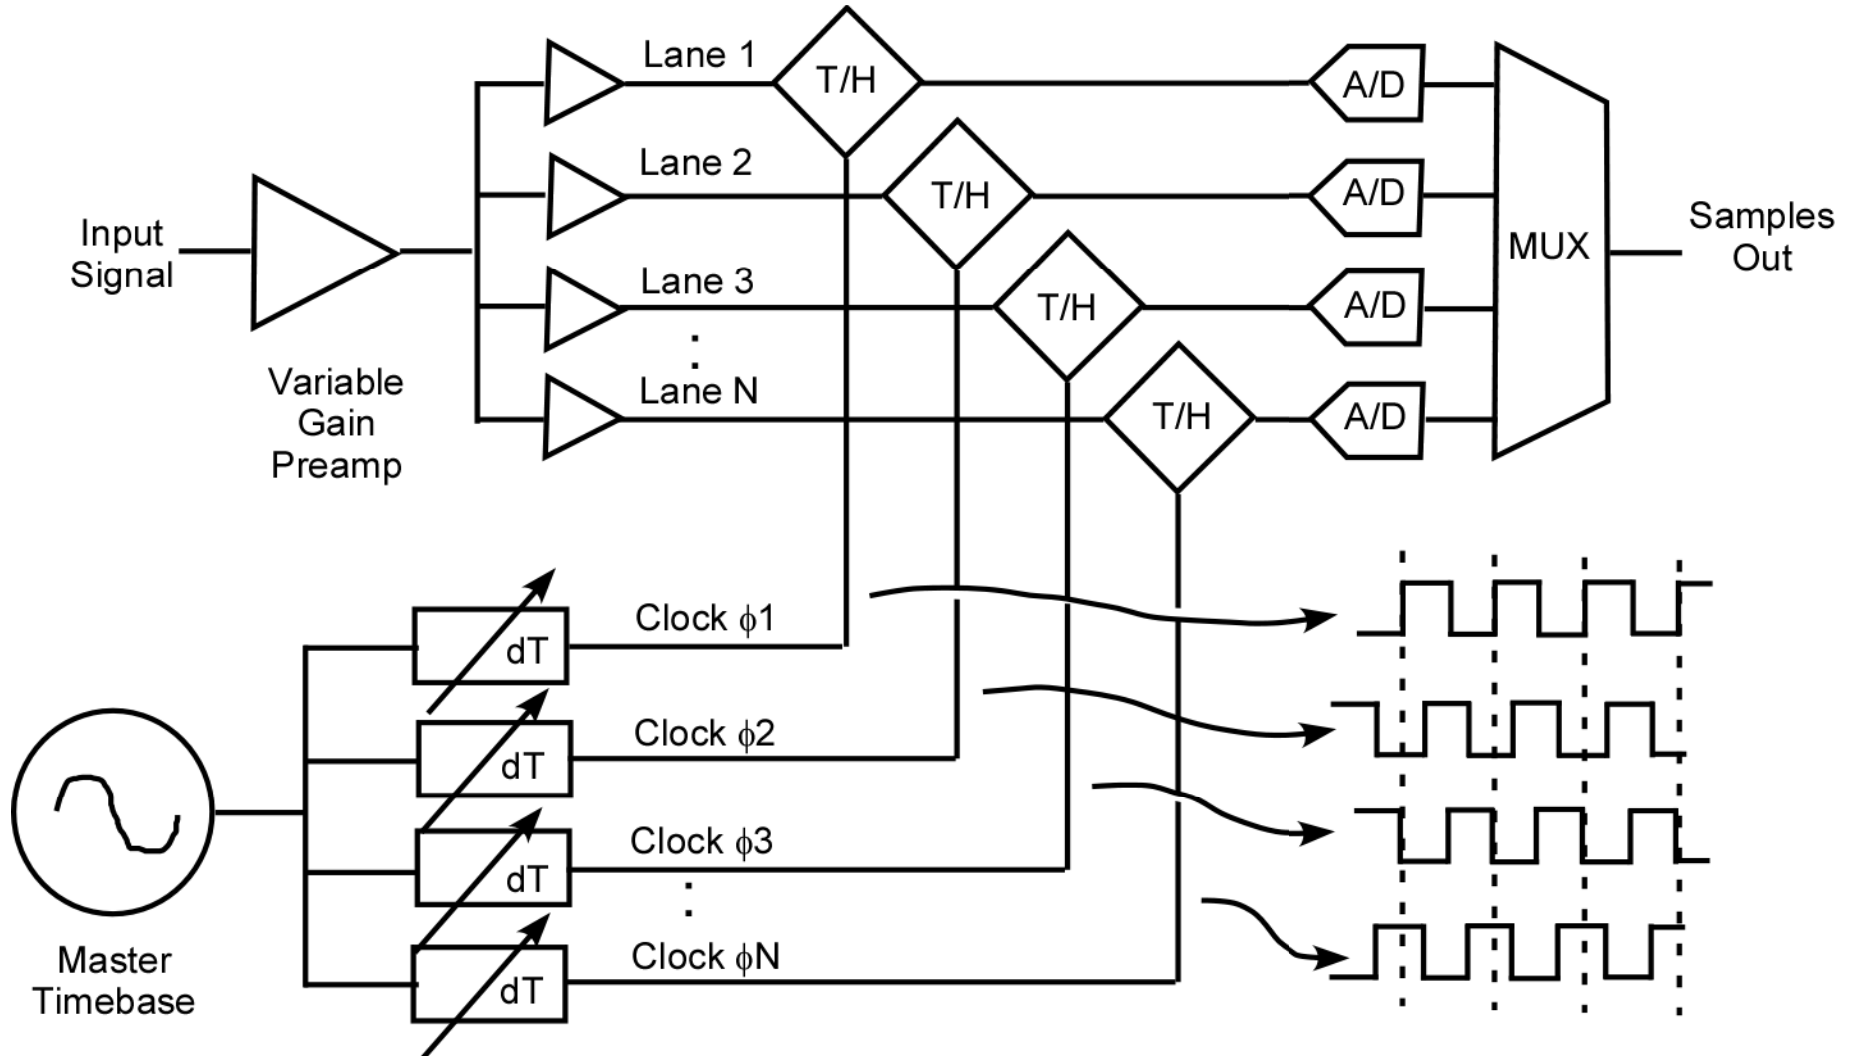 Lane 1
T/H
A/D
Lane 2
T/H
A/D
Input
Signal
MUX
Samples
Out
Lane 3
T/H
A/D
:
Variable
Gain
Preamp
Lane N
T/H
A/D
Clock ϕ1
dT
Clock ϕ2
dT
Clock ϕ3
dT
:
Clock ϕN
dT
Master
Timebase